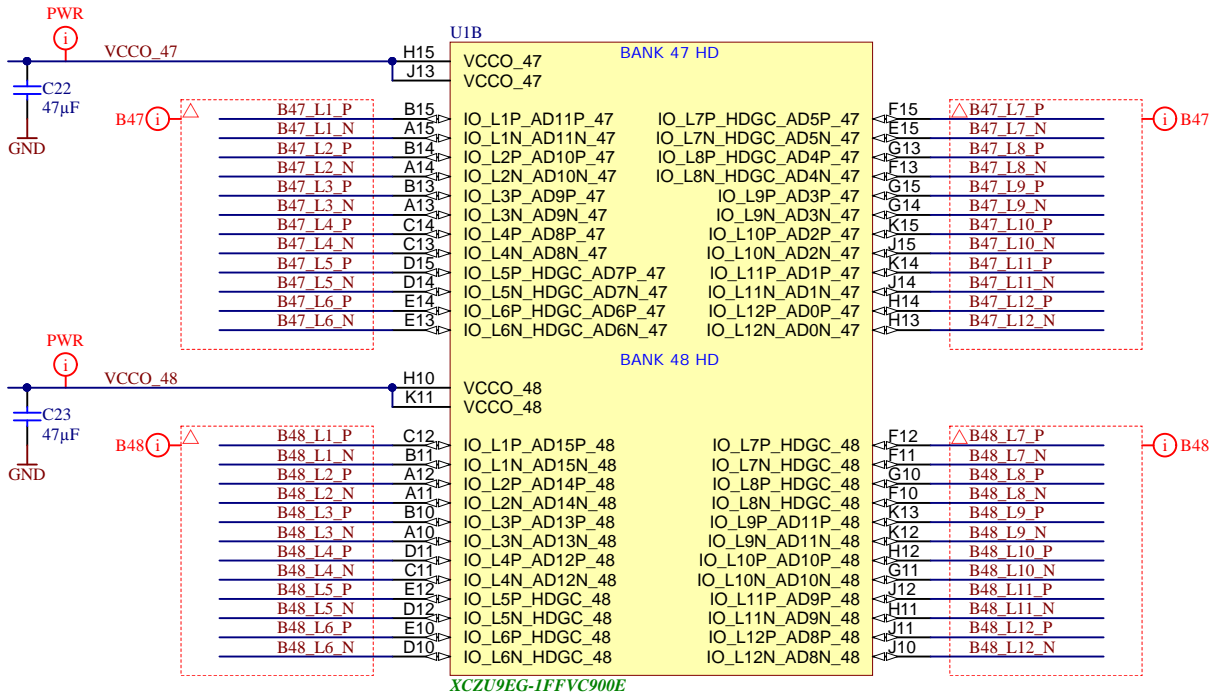 PWR
i
VCCO_47
C22
47µF
GND
U1B
BANK 47 HD
H15 VCCO_47
J13 VCCO_47
B47 i
B47_L1_P B15 IO_L1P_AD11P_47
B47_L1_N A15 IO_L1N_AD11N_47
B47_L2_P B14 IO_L2P_AD10P_47
B47_L2_N A14 IO_L2N_AD10N_47
B47_L3_P B13 IO_L3P_AD9P_47
B47_L3_N A13 IO_L3N_AD9N_47
B47_L4_P C14 IO_L4P_AD8P_47
B47_L4_N C13 IO_L4N_AD8N_47
B47_L5_P D15 IO_L5P_HDGC_AD7P_47
B47_L5_N D14 IO_L5N_HDGC_AD7N_47
B47_L6_P E14 IO_L6P_HDGC_AD6P_47
B47_L6_N E13 IO_L6N_HDGC_AD6N_47
IO_L7P_HDGC_AD5P_47 F15 B47_L7_P
IO_L7N_HDGC_AD5N_47 E15 B47_L7_N
IO_L8P_HDGC_AD4P_47 G13 B47_L8_P
IO_L8N_HDGC_AD4N_47 F13 B47_L8_N
IO_L9P_AD3P_47 G15 B47_L9_P
IO_L9N_AD3N_47 G14 B47_L9_N
IO_L10P_AD2P_47 K15 B47_L10_P
IO_L10N_AD2N_47 J15 B47_L10_N
IO_L11P_AD1P_47 K14 B47_L11_P
IO_L11N_AD1N_47 J14 B47_L11_N
IO_L12P_AD0P_47 H14 B47_L12_P
IO_L12N_AD0N_47 H13 B47_L12_N
i B47
PWR
i
VCCO_48
C23
47µF
GND
BANK 48 HD
H10 VCCO_48
K11 VCCO_48
B48 i
B48_L1_P C12 IO_L1P_AD15P_48
B48_L1_N B11 IO_L1N_AD15N_48
B48_L2_P A12 IO_L2P_AD14P_48
B48_L2_N A11 IO_L2N_AD14N_48
B48_L3_P B10 IO_L3P_AD13P_48
B48_L3_N A10 IO_L3N_AD13N_48
B48_L4_P D11 IO_L4P_AD12P_48
B48_L4_N C11 IO_L4N_AD12N_48
B48_L5_P E12 IO_L5P_HDGC_48
B48_L5_N D12 IO_L5N_HDGC_48
B48_L6_P E10 IO_L6P_HDGC_48
B48_L6_N D10 IO_L6N_HDGC_48
IO_L7P_HDGC_48 F12 B48_L7_P
IO_L7N_HDGC_48 F11 B48_L7_N
IO_L8P_HDGC_48 G10 B48_L8_P
IO_L8N_HDGC_48 F10 B48_L8_N
IO_L9P_AD11P_48 K13 B48_L9_P
IO_L9N_AD11N_48 K12 B48_L9_N
IO_L10P_AD10P_48 H12 B48_L10_P
IO_L10N_AD10N_48 G11 B48_L10_N
IO_L11P_AD9P_48 J12 B48_L11_P
IO_L11N_AD9N_48 H11 B48_L11_N
IO_L12P_AD8P_48 J11 B48_L12_P
IO_L12N_AD8N_48 J10 B48_L12_N
i B48
XCZU9EG-1FFVC900E